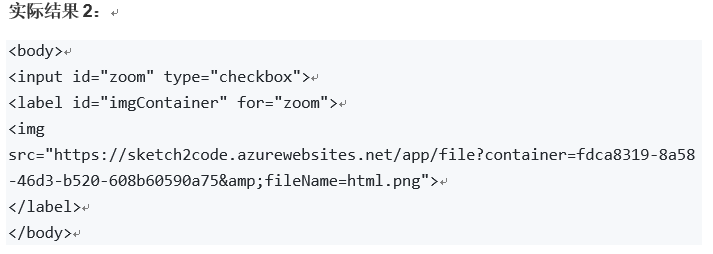 实际结果 2：
<body>
<input id="zoom" type="checkbox">
<label id="imgContainer" for="zoom">
<img
src="https://sketch2code.azurewebsites.net/app/file?container=fdca8319-8a58
-46d3-b520-608b60590a75&amp;fileName=html.png">
</label>
</body>